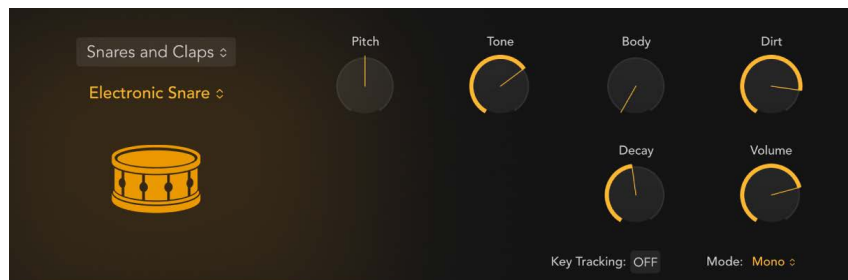 Snares and Claps
Electronic Snare
Pitch
Tone
Body
Dirt
Decay
Volume
Key Tracking: OFF
Mode: Mono